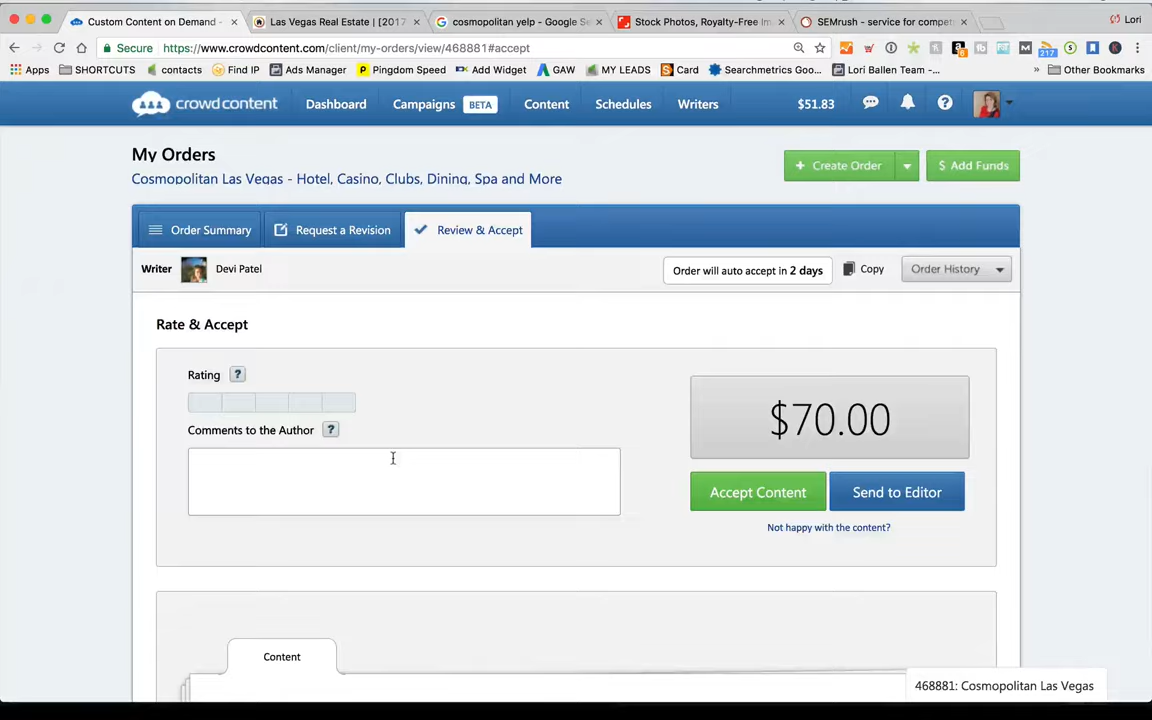 Custom Content on Demand -
Las Vegas Real Estate | [2017
cosmopolitan yelp - Google Se
Stock Photos, Royalty-Free Im
SEMrush - service for compet
Lori
Secure
https://www.crowdcontent.com/client/my-orders/view/468881#accept
217
Apps
SHORTCUTS
contacts
Find IP
Ads Manager
Pingdom Speed
Add Widget
GAW
MY LEADS
Card
Searchmetrics Goo...
Lori Ballen Team -...
»
Other Bookmarks
crowdcontent
Dashboard
Campaigns BETA
Content
Schedules
Writers
$51.83
My Orders
Cosmopolitan Las Vegas - Hotel, Casino, Clubs, Dining, Spa and More
+ Create Order
$ Add Funds
Order Summary
Request a Revision
Review & Accept
Writer
Devi Patel
Order will auto accept in 2 days
Copy
Order History
Rate & Accept
Rating ?
Comments to the Author ?
$70.00
Accept Content
Send to Editor
Not happy with the content?
Content
468881: Cosmopolitan Las Vegas